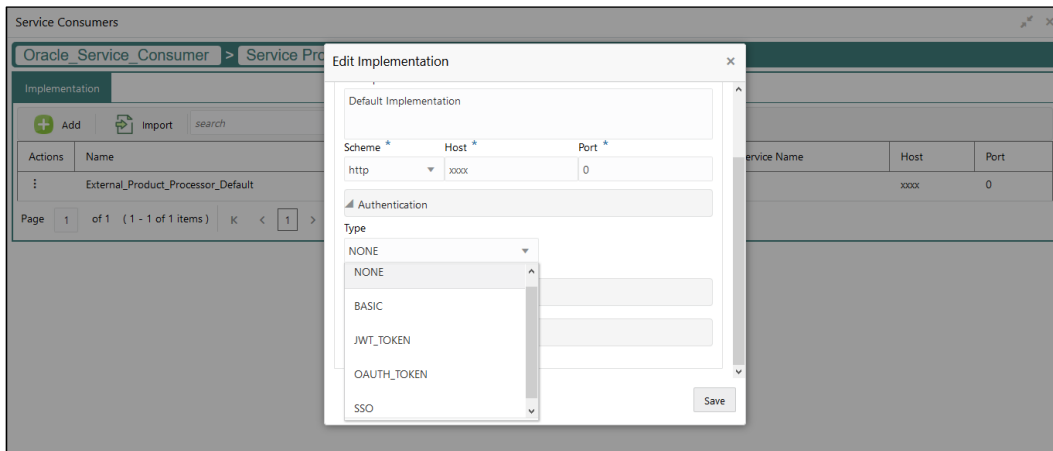 Service Consumers
Oracle_Service_Consumer > Service Pro
Implementation
Add Import search
Actions Name ervice Name Host Port
External_Product_Processor_Default xxxx 0
Page 1 of 1 (1 - 1 of 1 items) K < 1 >
Edit Implementation ×
Default Implementation
Scheme * Host * Port *
http xxxx 0
Authentication
Type
NONE
NONE
BASIC
JWT_TOKEN
OAUTH_TOKEN
SSO
Save